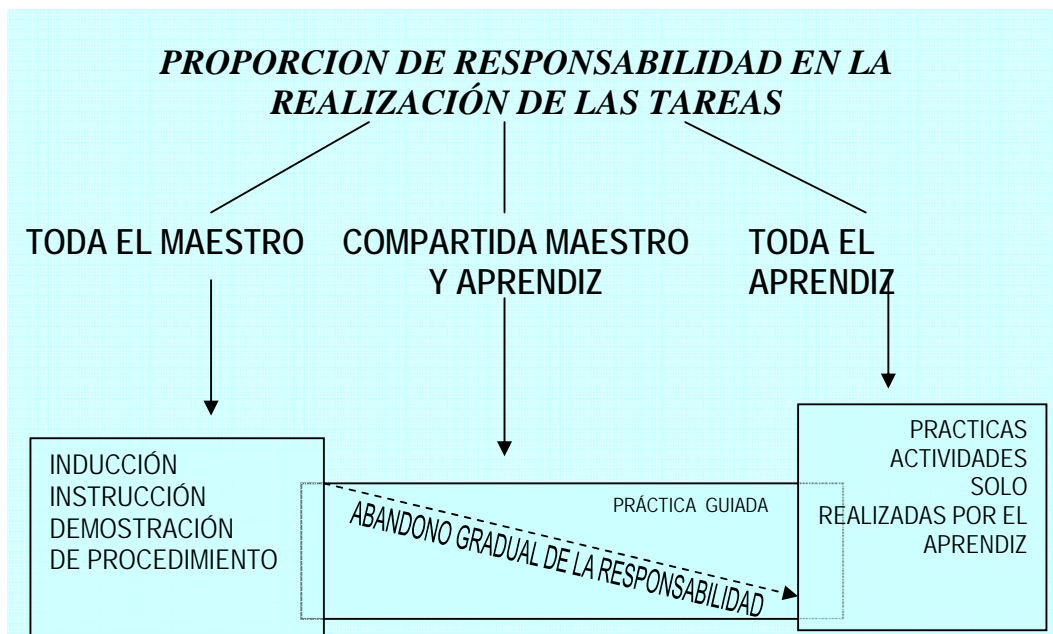 PROPORCION DE RESPONSABILIDAD EN LA
REALIZACIÓN DE LAS TAREAS
TODA EL MAESTRO
COMPARTIDA MAESTRO
Y APRENDIZ
TODA EL
APRENDIZ
INDUCCIÓN
INSTRUCCIÓN
DEMOSTRACIÓN
DE PROCEDIMIENTO
PRÁCTICA GUIADA
ABANDONO GRADUAL DE LA RESPONSABILIDAD
PRACTICAS
ACTIVIDADES
SOLO
REALIZADAS POR EL
APRENDIZ